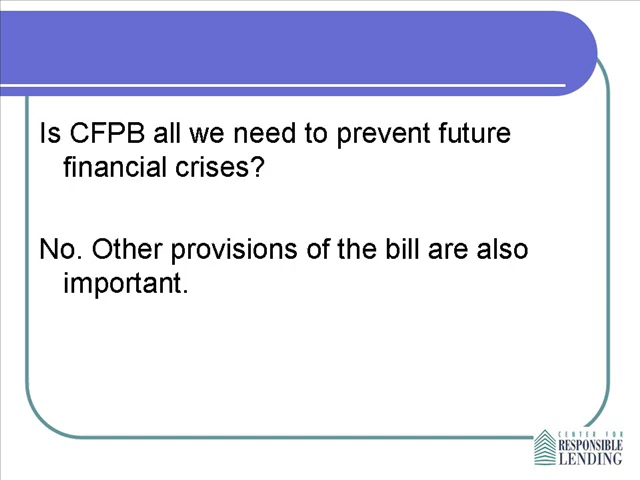 Is CFPB all we need to prevent future
financial crises?
No. Other provisions of the bill are also
important.
CENTER FOR
RESPONSIBLE
LENDING